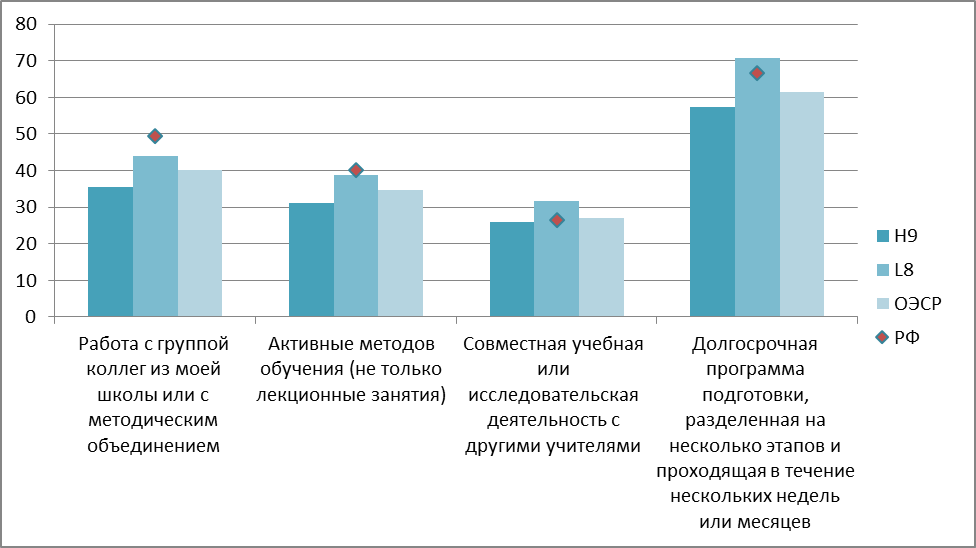 80
70
60
50
40
30
20
10
0
Работа с группой
коллег из моей
школы или с
методическим
объединением
Активные методов
обучения (не только
лекционные занятия)
Совместная учебная
или
исследовательская
деятельность с
другими учителями
Долгосрочная
программа
подготовки,
разделенная на
несколько этапов и
проходящая в течение
нескольких недель
или месяцев
H9
L8
ОЭСР
РФ